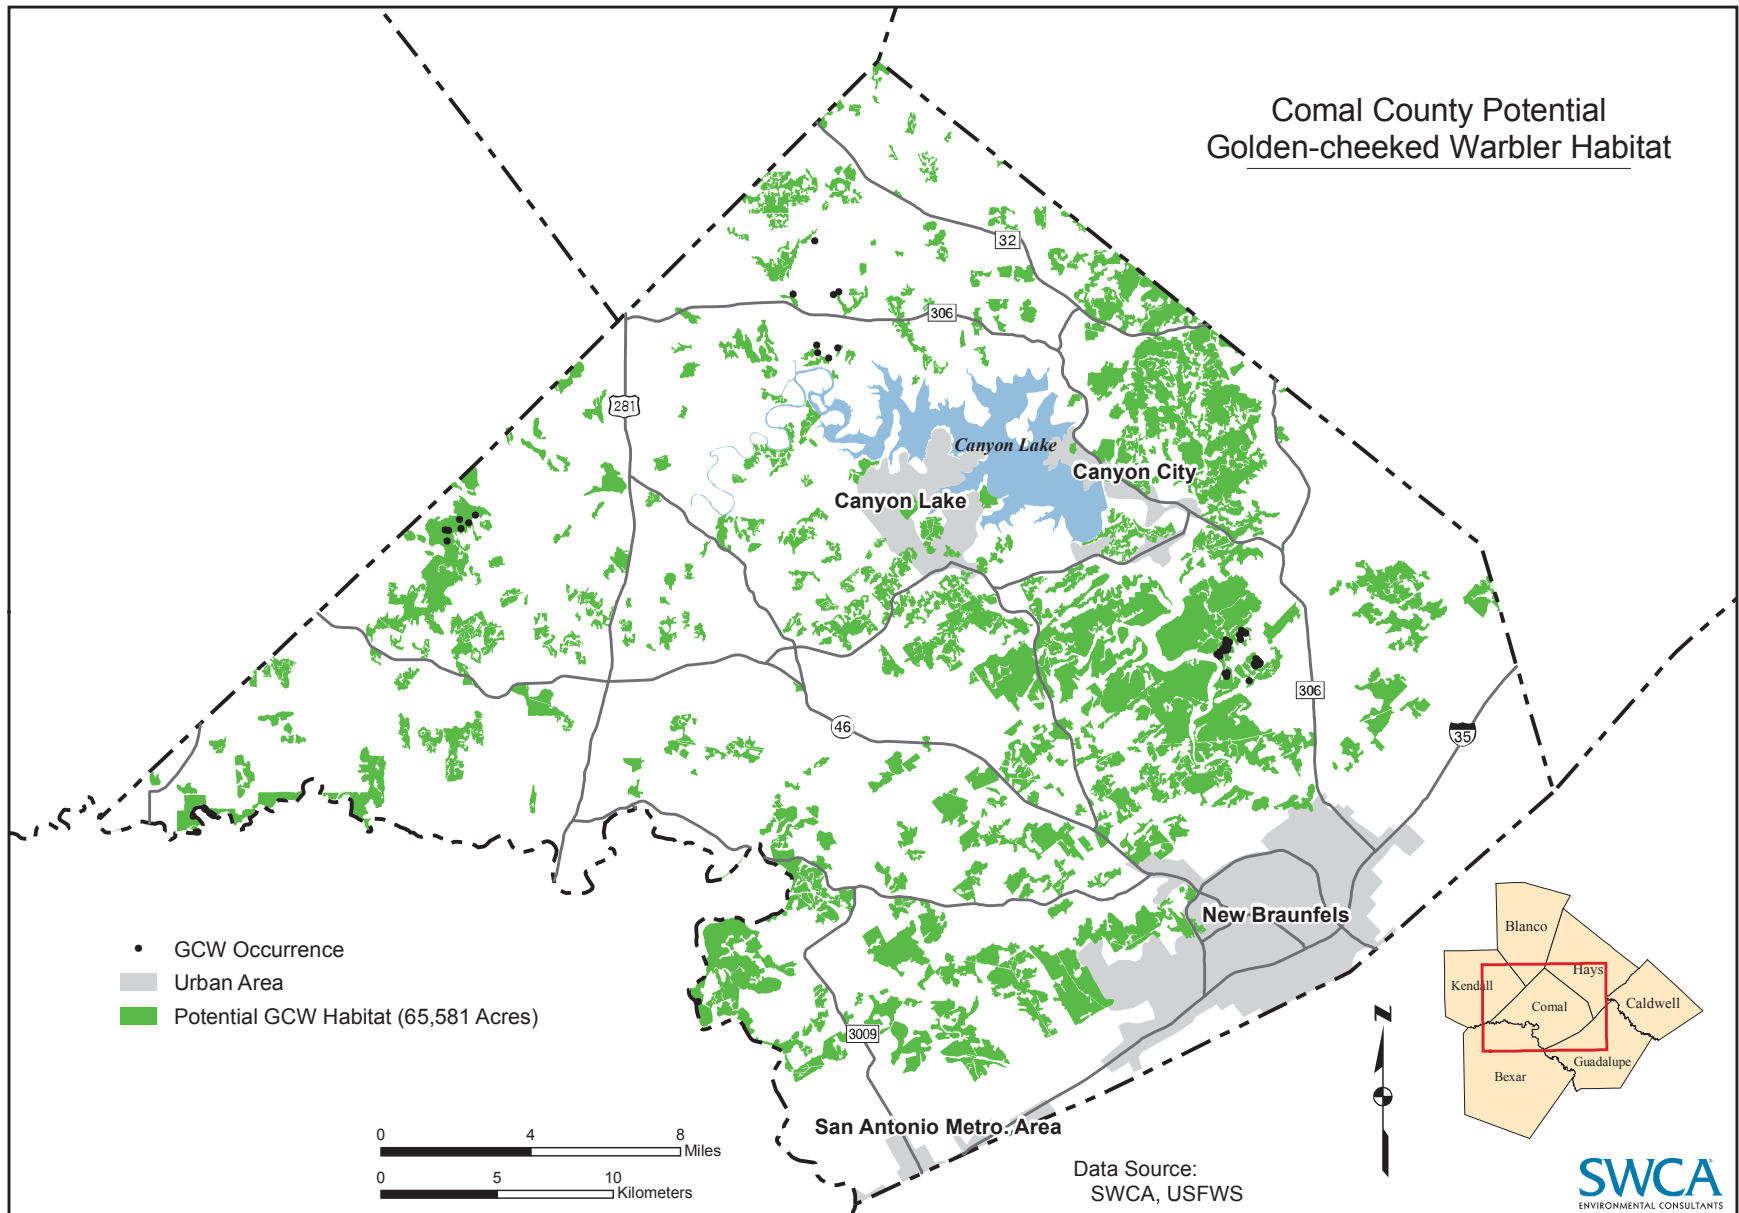 Comal County Potential
Golden-cheeked Warbler Habitat
32
306
281
Canyon Lake
Canyon City
Canyon Lake
306
46
35
New Braunfels
GCW Occurrence
Urban Area
Potential GCW Habitat (65,581 Acres)
3009
San Antonio Metro. Area
0 4 8
Miles
0 5 10
Kilometers
Data Source:
SWCA, USFWS
N
Blanco
Hays
Kendall
Comal
Caldwell
Guadalupe
Bexar
SWCA
ENVIRONMENTAL CONSULTANTS